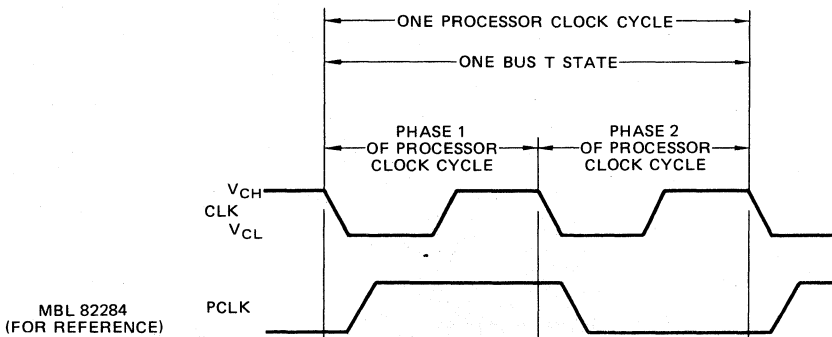 ONE PROCESSOR CLOCK CYCLE
ONE BUS T STATE
PHASE 1
OF PROCESSOR
CLOCK CYCLE
PHASE 2
OF PROCESSOR
CLOCK CYCLE
VCH
CLK
VCL
MBL 82284
(FOR REFERENCE)
PCLK